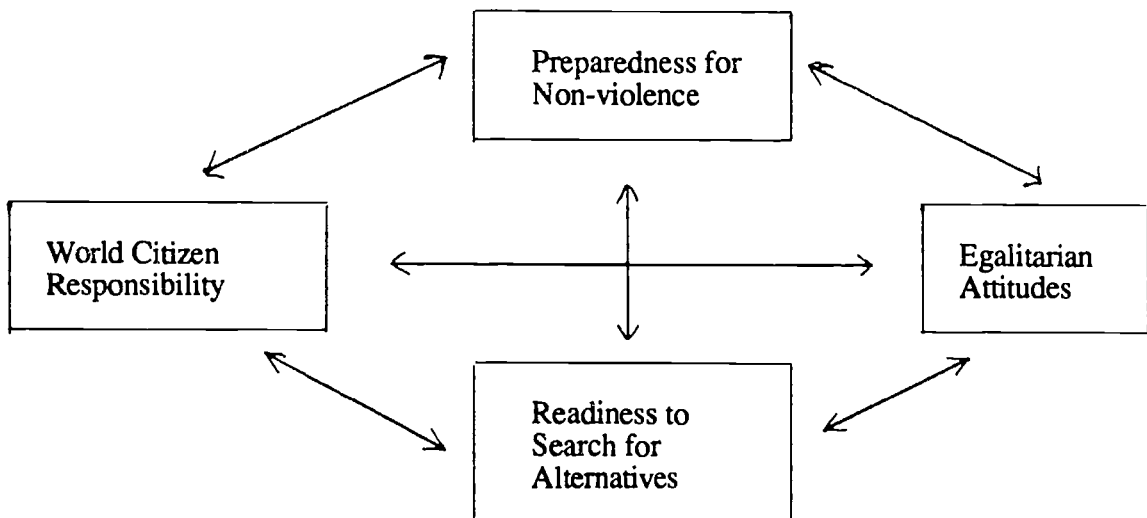 Preparedness for
Non-violence
World Citizen
Responsibility
Egalitarian
Attitudes
Readiness to
Search for
Alternatives